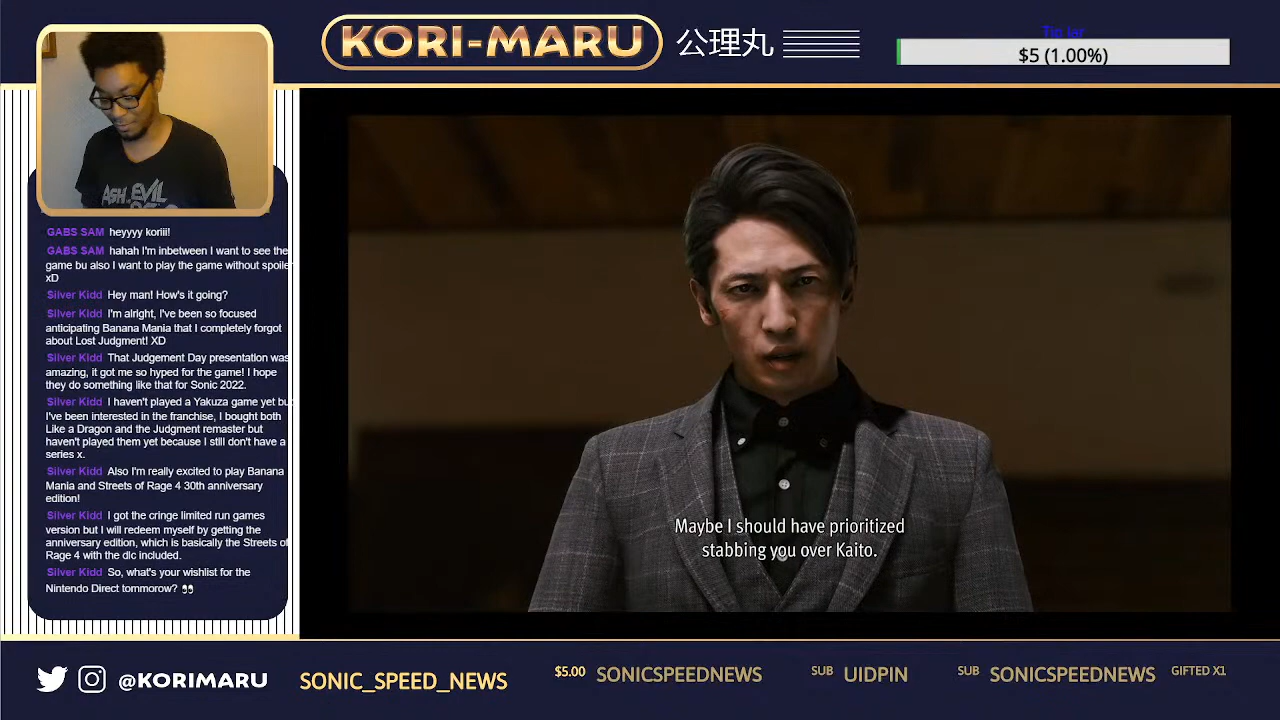 KORI-MARU
公理丸
Tip Jar
$5 (1.00%)
ASH EVIL
GABS SAM heyyyy koriii!
GABS SAM hahah I'm inbetween I want to see the
game bu also I want to play the game without spoiler
xD
Silver Kidd Hey man! How's it going?
Silver Kidd I'm alright, I've been so focused
anticipating Banana Mania that I completely forgot
about Lost Judgment! XD
Silver Kidd That Judgement Day presentation was
amazing, it got me so hyped for the game! I hope
they do something like that for Sonic 2022.
Silver Kidd I haven't played a Yakuza game yet but
I've been interested in the franchise, I bought both
Like a Dragon and the Judgment remaster but
haven't played them yet because I still don't have a
series x.
Silver Kidd Also I'm really excited to play Banana
Mania and Streets of Rage 4 30th anniversary
edition!
Silver Kidd I got the cringe limited run games
version but I will redeem myself by getting the
anniversary edition, which is basically the Streets of
Rage 4 with the dlc included.
Silver Kidd So, what's your wishlist for the
Nintendo Direct tommorow? 👀
Maybe I should have prioritized
stabbing you over Kaito.
@KORIMARU
SONIC_SPEED_NEWS
$5.00 SONICSPEEDNEWS
SUB UIDPIN
SUB SONICSPEEDNEWS GIFTED X1